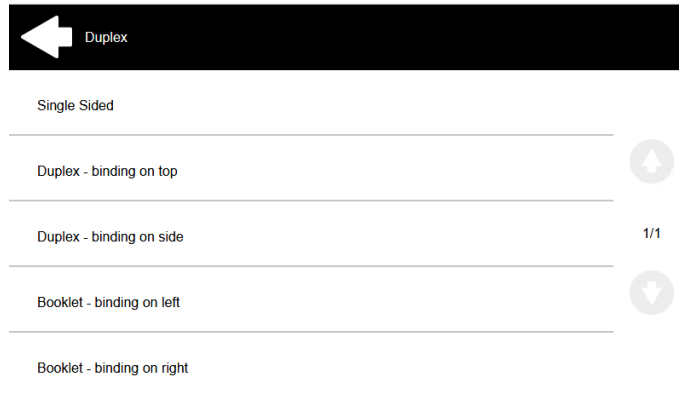 Duplex
Single Sided
Duplex - binding on top
Duplex - binding on side
1/1
Booklet - binding on left
Booklet - binding on right